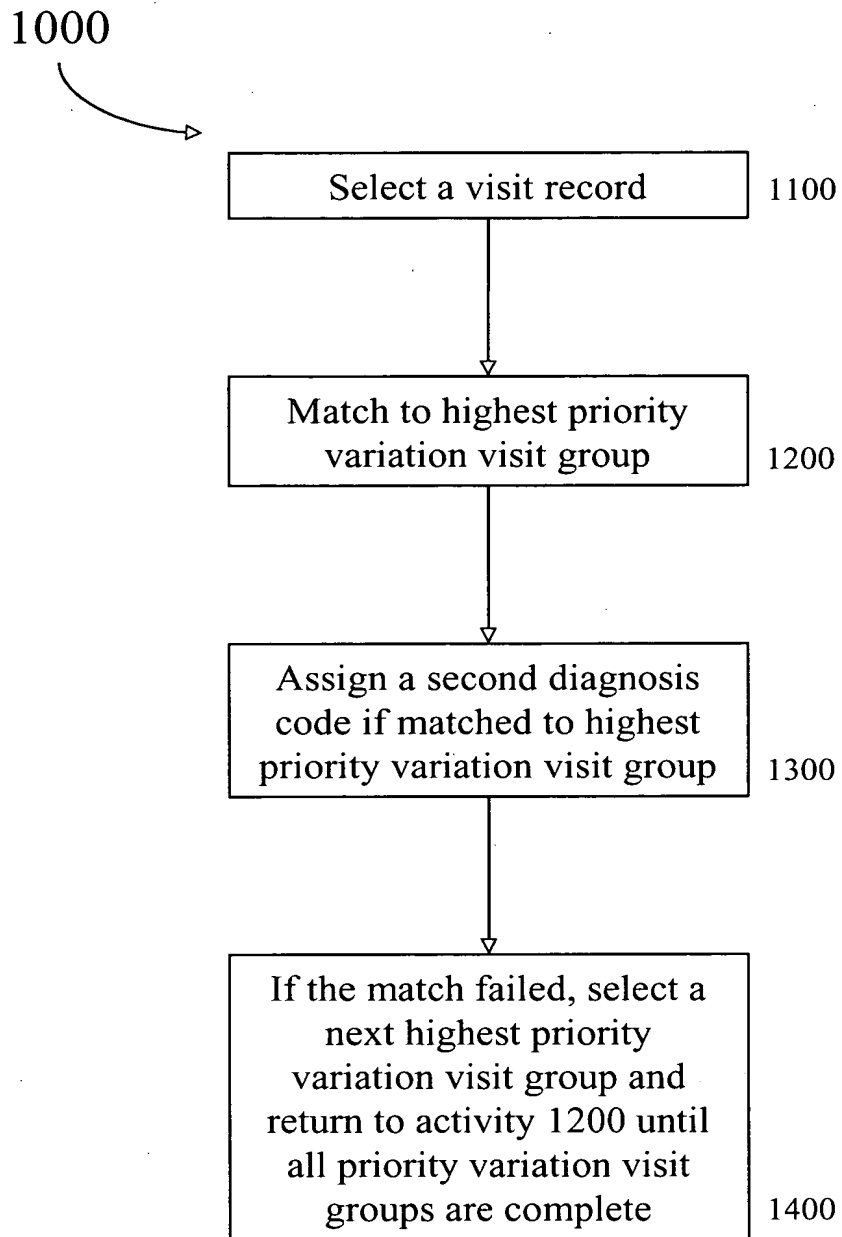 1000
Select a visit record
1100
Match to highest priority
variation visit group
1200
Assign a second diagnosis
code if matched to highest
priority variation visit group
1300
If the match failed, select a
next highest priority
variation visit group and
return to activity 1200 until
all priority variation visit
groups are complete
1400